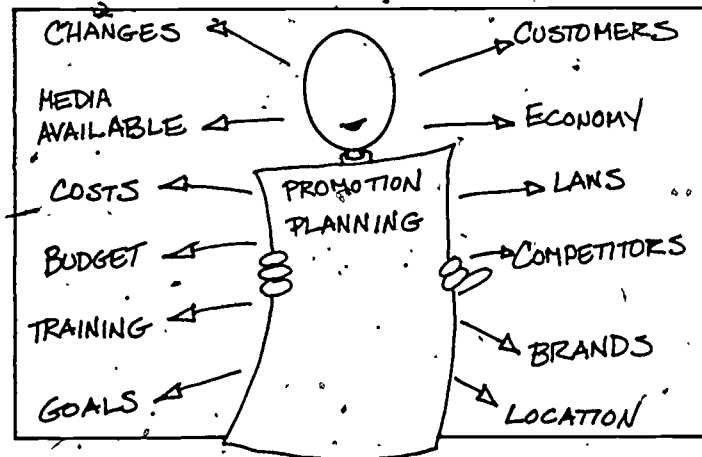 CHANGES
MEDIA
AVAILABLE
COSTS
BUDGET
TRAINING
GOALS
PROMOTION
PLANNING
CUSTOMERS
ECONOMY
LAWS
COMPETITORS
BRANDS
LOCATION